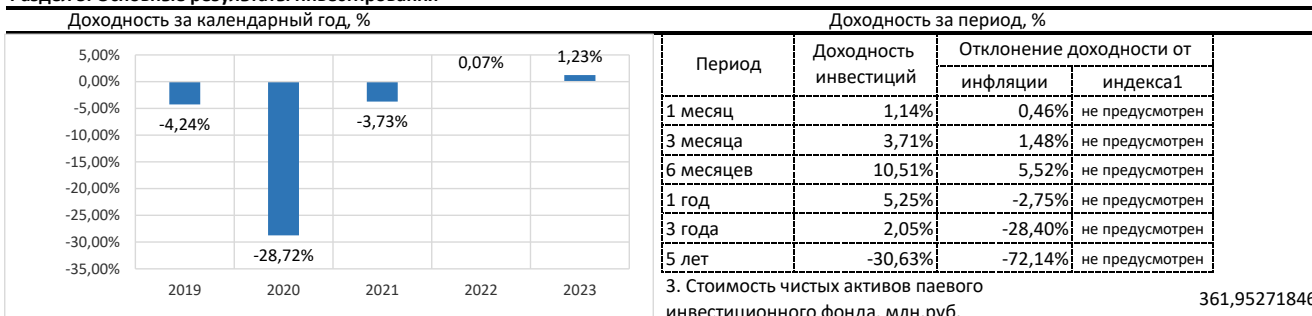 Доходность за календарный год, %
Доходность за период, %
5,00%
0,00%
-5,00%
-10,00%
-15,00%
-20,00%
-25,00%
-30,00%
-35,00%
-4,24%
-28,72%
-3,73%
0,07%
1,23%
2019 2020 2021 2022 2023
Период Доходность инвестиций Отклонение доходности от
инфляции индекса1
1 месяц 1,14% 0,46% не предусмотрен
3 месяца 3,71% 1,48% не предусмотрен
6 месяцев 10,51% 5,52% не предусмотрен
1 год 5,25% -2,75% не предусмотрен
3 года 2,05% -28,40% не предусмотрен
5 лет -30,63% -72,14% не предусмотрен
3. Стоимость чистых активов паевого
инвестиционного фонда, млн.руб.
361,95271846